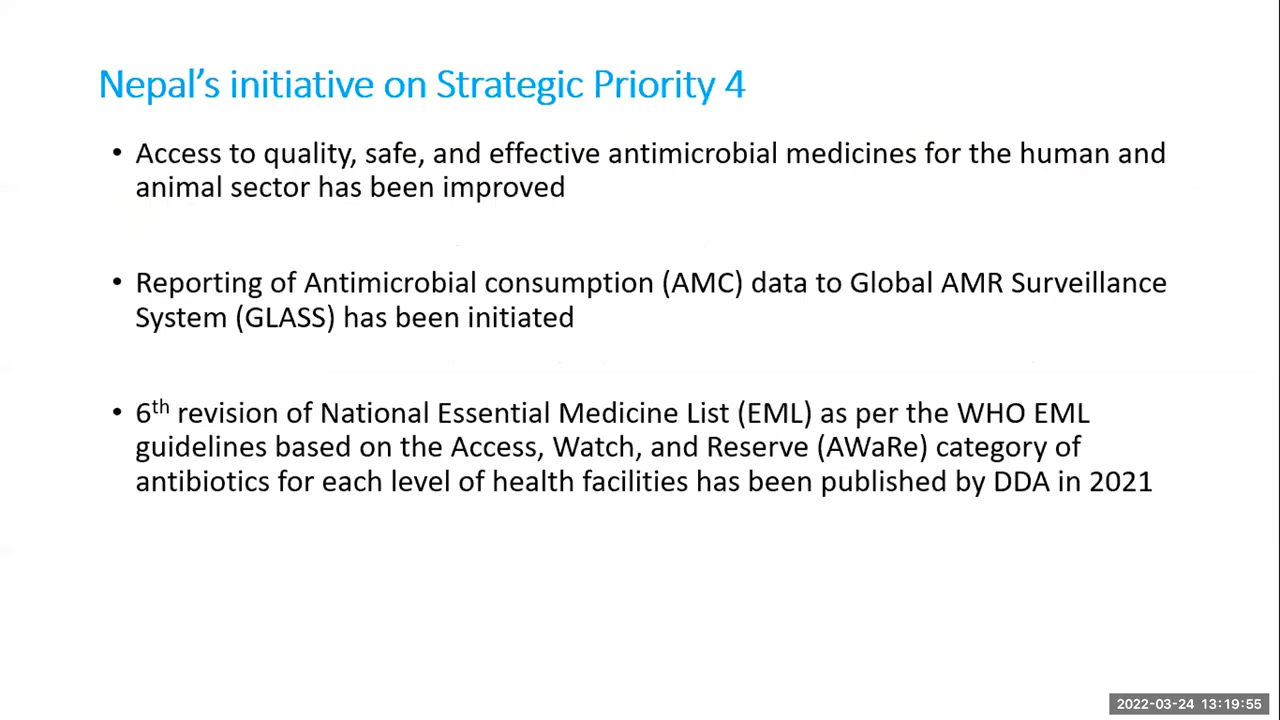 Nepal’s initiative on Strategic Priority 4
• Access to quality, safe, and effective antimicrobial medicines for the human and
animal sector has been improved
• Reporting of Antimicrobial consumption (AMC) data to Global AMR Surveillance
System (GLASS) has been initiated
• 6th revision of National Essential Medicine List (EML) as per the WHO EML
guidelines based on the Access, Watch, and Reserve (AWaRe) category of
antibiotics for each level of health facilities has been published by DDA in 2021
2022-03-24 13:19:55